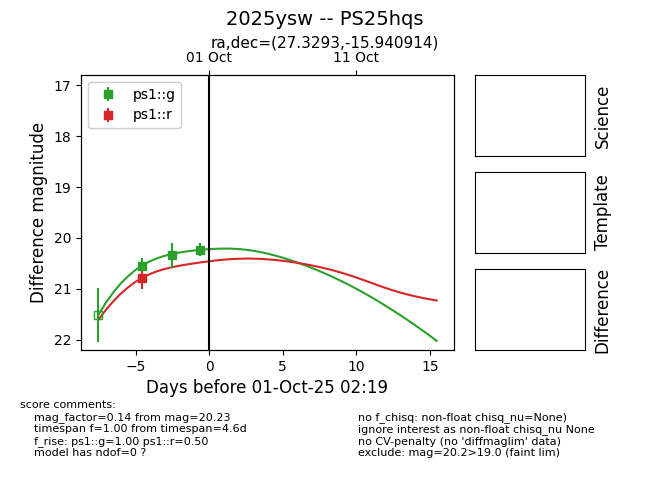 2025ysw -- PS25hqs
ra,dec=(27.3293,-15.940914)
01 Oct
11 Oct
ps1::g
ps1::r
17
18
19
20
21
22
Difference magnitude
−5
0
5
10
15
Days before 01-Oct-25 02:19
Science
Template
Difference
score comments:
mag_factor=0.14 from mag=20.23
timespan f=1.00 from timespan=4.6d
f_rise: ps1::g=1.00 ps1::r=0.50
model has ndof=0 ?
no f_chisq: non-float chisq_nu=None)
ignore interest as non-float chisq_nu None
no CV-penalty (no 'diffmaglim' data)
exclude: mag=20.2>19.0 (faint lim)